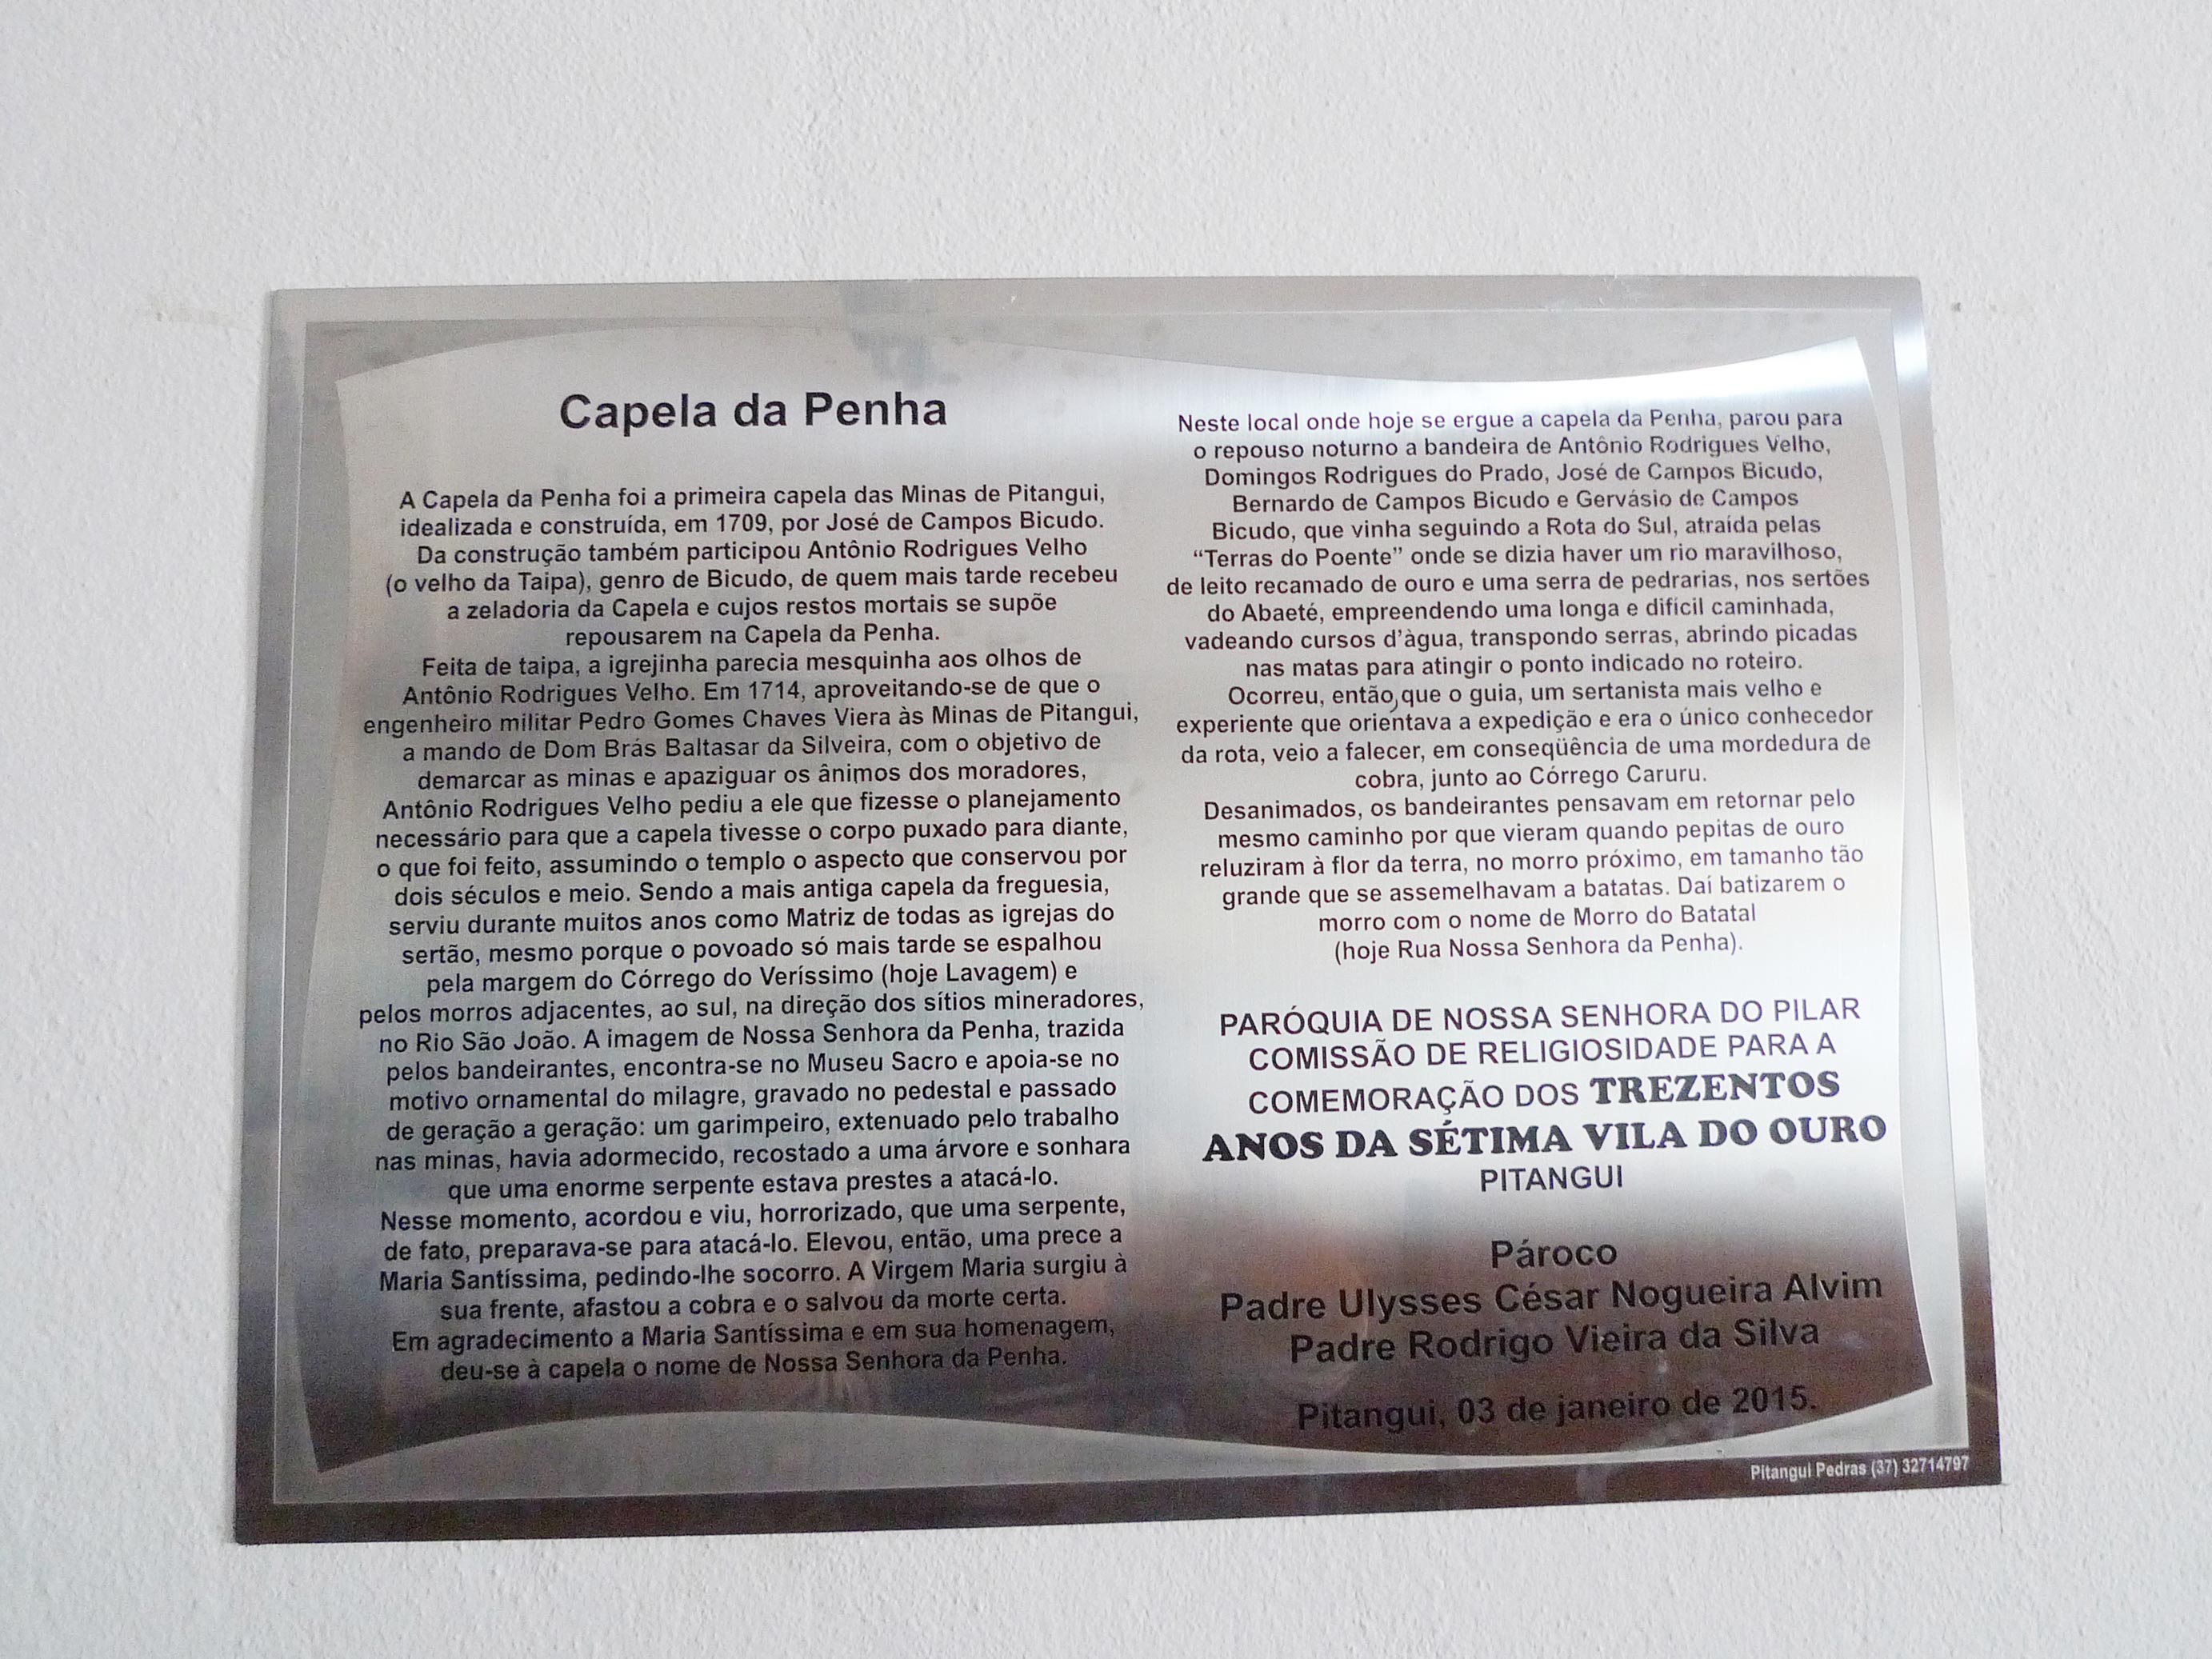 Capela da Penha
A Capela da Penha foi a primeira capela das Minas de Pitangui,
idealizada e construída, em 1709, por José de Campos Bicudo.
Da construção também participou Antônio Rodrigues Velho
(o velho da Taipa), genro de Bicudo, de quem mais tarde recebeu
a zeladoria da Capela e cujos restos mortais se supõe
repousarem na Capela da Penha.
Feita de taipa, a igrejinha parecia mesquinha aos olhos de
Antônio Rodrigues Velho. Em 1714, aproveitando-se de que o
engenheiro militar Pedro Gomes Chaves Viera às Minas de Pitangui,
a mando de Dom Brás Baltasar da Silveira, com o objetivo de
demarcar as minas e apaziguar os ânimos dos moradores,
Antônio Rodrigues Velho pediu a ele que fizesse o planejamento
necessário para que a capela tivesse o corpo puxado para diante,
o que foi feito, assumindo o templo o aspecto que conservou por
dois séculos e meio. Sendo a mais antiga capela da freguesia,
serviu durante muitos anos como Matriz de todas as igrejas do
sertão, mesmo porque o povoado só mais tarde se espalhou
pela margem do Córrego do Veríssimo (hoje Lavagem) e
pelos morros adjacentes, ao sul, na direção dos sítios mineradores,
no Rio São João. A imagem de Nossa Senhora da Penha, trazida
pelos bandeirantes, encontra-se no Museu Sacro e apoia-se no
motivo ornamental do milagre, gravado no pedestal e passado
de geração a geração: um garimpeiro, extenuado pelo trabalho
nas minas, havia adormecido, recostado a uma árvore e sonhara
que uma enorme serpente estava prestes a atacá-lo.
Nesse momento, acordou e viu, horrorizado, que uma serpente,
de fato, preparava-se para atacá-lo. Elevou, então, uma prece a
Maria Santíssima, pedindo-lhe socorro. A Virgem Maria surgiu à
sua frente, afastou a cobra e o salvou da morte certa.
Em agradecimento a Maria Santíssima e em sua homenagem,
deu-se à capela o nome de Nossa Senhora da Penha.
Neste local onde hoje se ergue a capela da Penha, parou para
o repouso noturno a bandeira de Antônio Rodrigues Velho,
Domingos Rodrigues do Prado, José de Campos Bicudo,
Bernardo de Campos Bicudo e Gervásio de Campos
Bicudo, que vinha seguindo a Rota do Sul, atraída pelas
“Terras do Poente” onde se dizia haver um rio maravilhoso,
de leito recamado de ouro e uma serra de pedrarias, nos sertões
do Abaeté, empreendendo uma longa e difícil caminhada,
vadeando cursos d'àgua, transpondo serras, abrindo picadas
nas matas para atingir o ponto indicado no roteiro.
Ocorreu, então,que o guia, um sertanista mais velho e
experiente que orientava a expedição e era o único conhecedor
da rota, veio a falecer, em conseqüência de uma mordedura de
cobra, junto ao Córrego Caruru.
Desanimados, os bandeirantes pensavam em retornar pelo
mesmo caminho por que vieram quando pepitas de ouro
reluziram à flor da terra, no morro próximo, em tamanho tão
grande que se assemelhavam a batatas. Daí batizarem o
morro com o nome de Morro do Batatal
(hoje Rua Nossa Senhora da Penha).
PARÓQUIA DE NOSSA SENHORA DO PILAR
COMISSÃO DE RELIGIOSIDADE PARA A
COMEMORAÇÃO DOS TREZENTOS
ANOS DA SÉTIMA VILA DO OURO
PITANGUI
Pároco
Padre Ulysses César Nogueira Alvim
Padre Rodrigo Vieira da Silva
Pitangui, 03 de janeiro de 2015.
Pitangui Pedras (37) 32714797